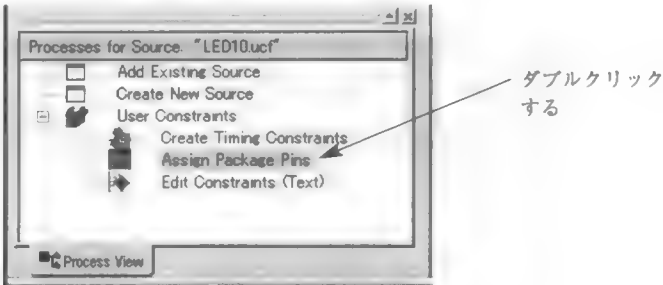 Processes for Source: "LED10.ucf"
Add Existing Source
Create New Source
User Constraints
Create Timing Constraints
Assign Package Pins
Edit Constraints (Text)
Process View
ダブルクリック
する